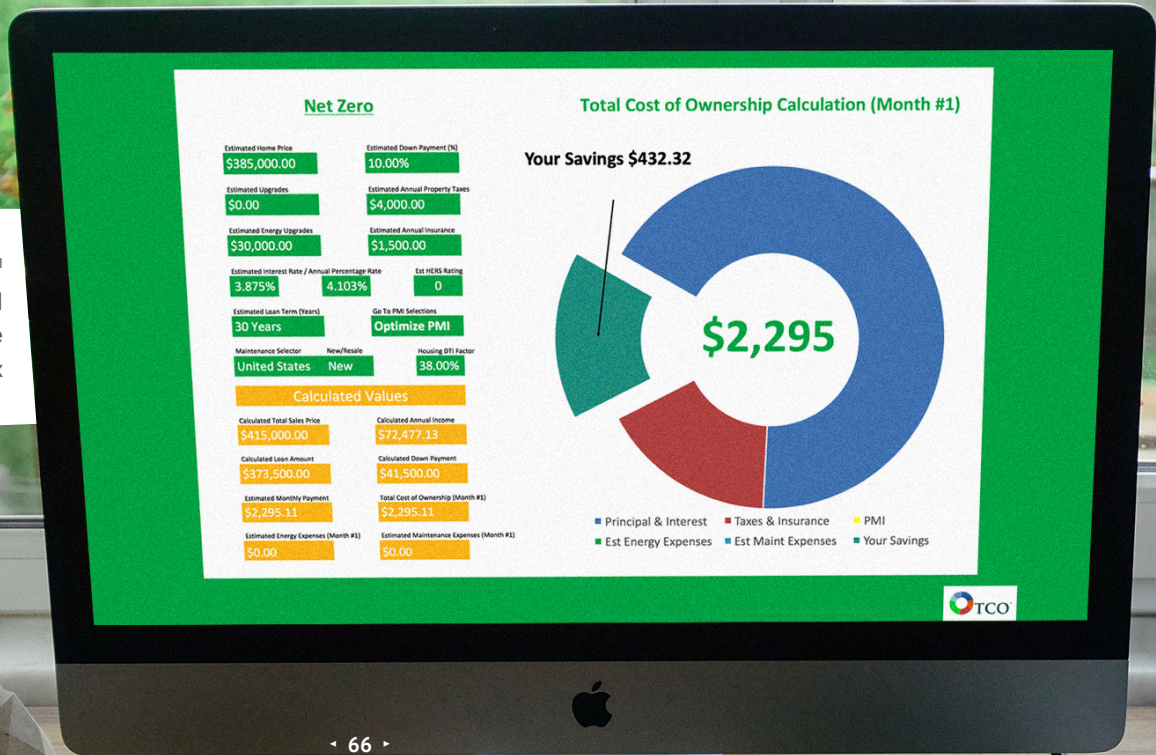 Net Zero
Total Cost of Ownership Calculation (Month #1)
Estimated Home Price
Estimated Down Payment (%)
$385,000.00
10.00%
Estimated Upgrades
Estimated Annual Property Taxes
$0.00
$4,000.00
Estimated Energy Upgrades
Estimated Annual Insurance
$30,000.00
$1,500.00
Estimated Interest Rate / Annual Percentage Rate
Est HERS Rating
3.875%
4.103%
0
Estimated Loan Term (Years)
Go To PMI Selections
30 Years
Optimize PMI
Maintenance Selector
New/Resale
Housing DTI Factor
United States
New
38.00%
Calculated Values
Calculated Total Sales Price
Calculated Annual Income
$415,000.00
$72,477.13
Calculated Loan Amount
Calculated Down Payment
$373,500.00
$41,500.00
Estimated Monthly Payment
Total Cost of Ownership (Month #1)
$2,295.11
$2,295.11
Estimated Energy Expenses (Month #1)
Estimated Maintenance Expenses (Month #1)
$0.00
$0.00
Your Savings $432.32
$2,295
Principal & Interest
Taxes & Insurance
PMI
Est Energy Expenses
Est Maint Expenses
Your Savings
TCO
66